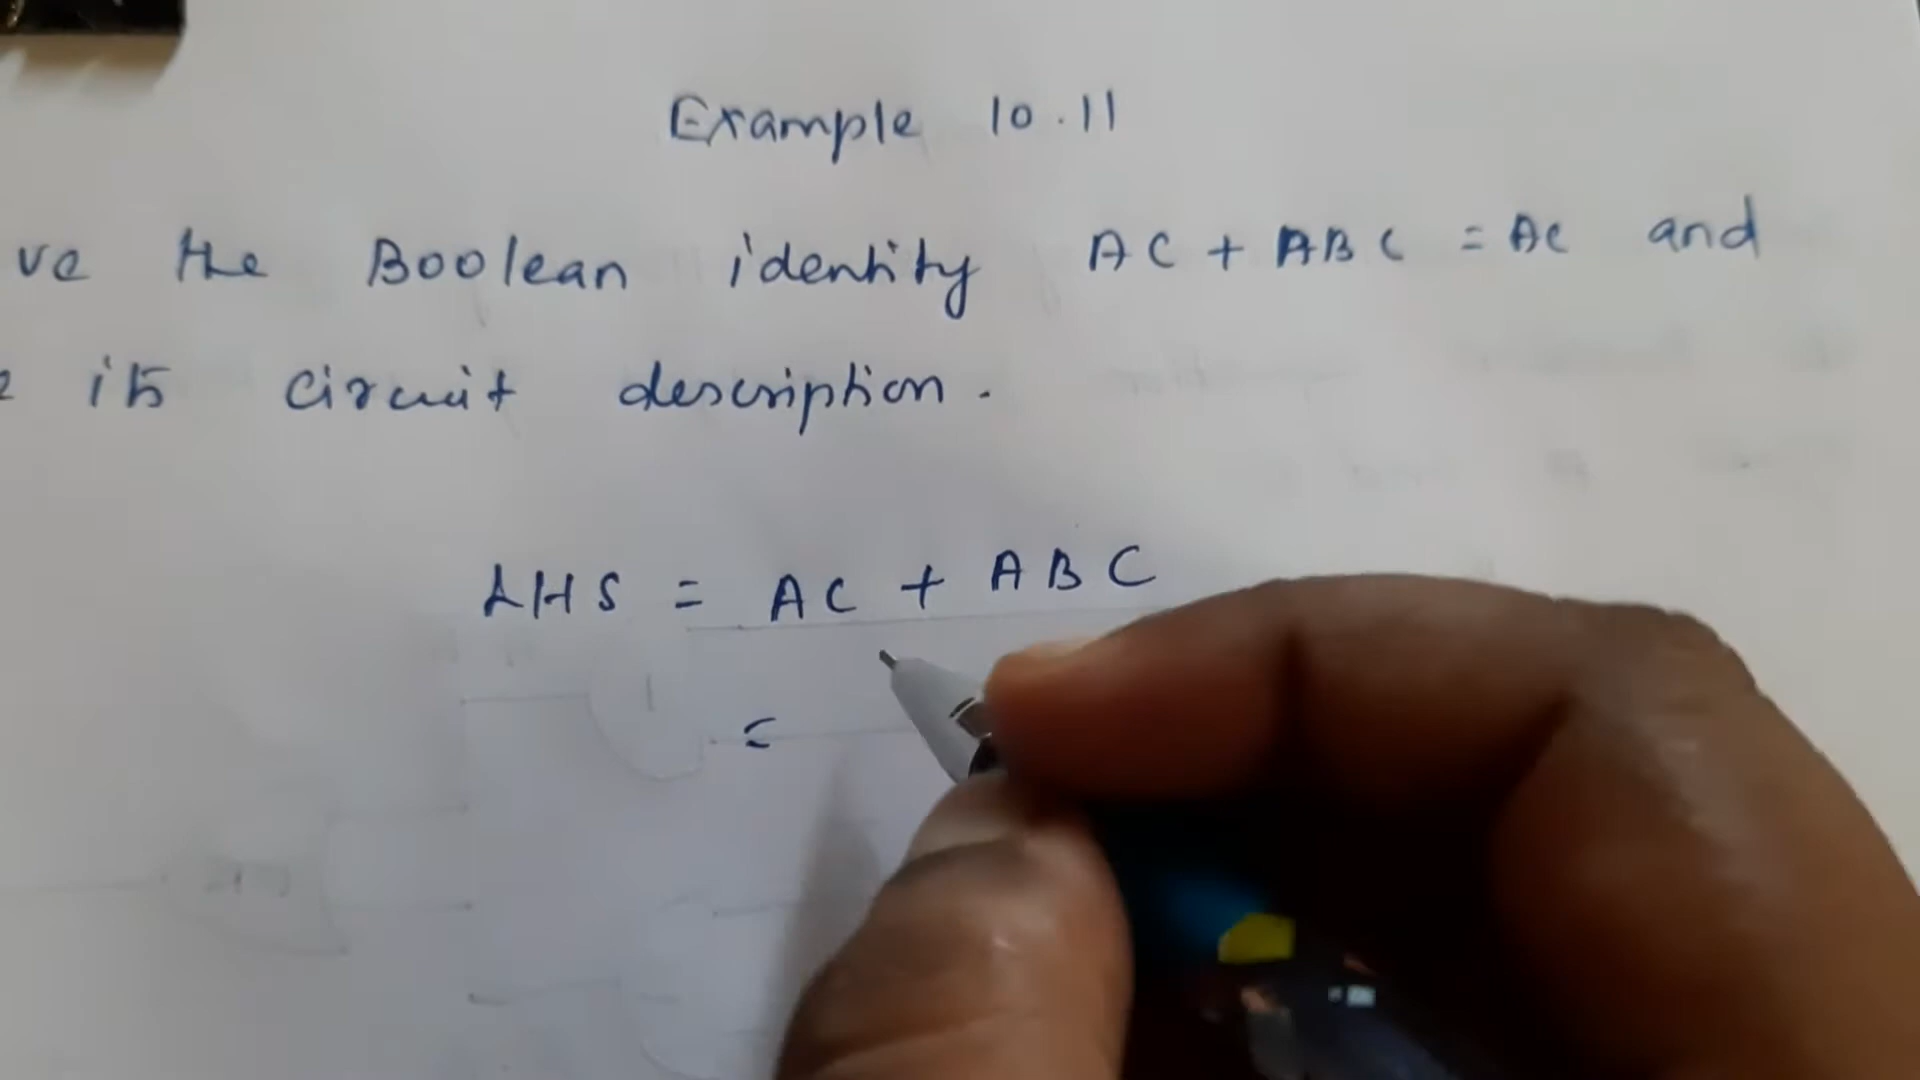 Example 10.11
ve the Boolean identity AC + ABC = AC and
its circuit description.
LHS = AC + ABC
=